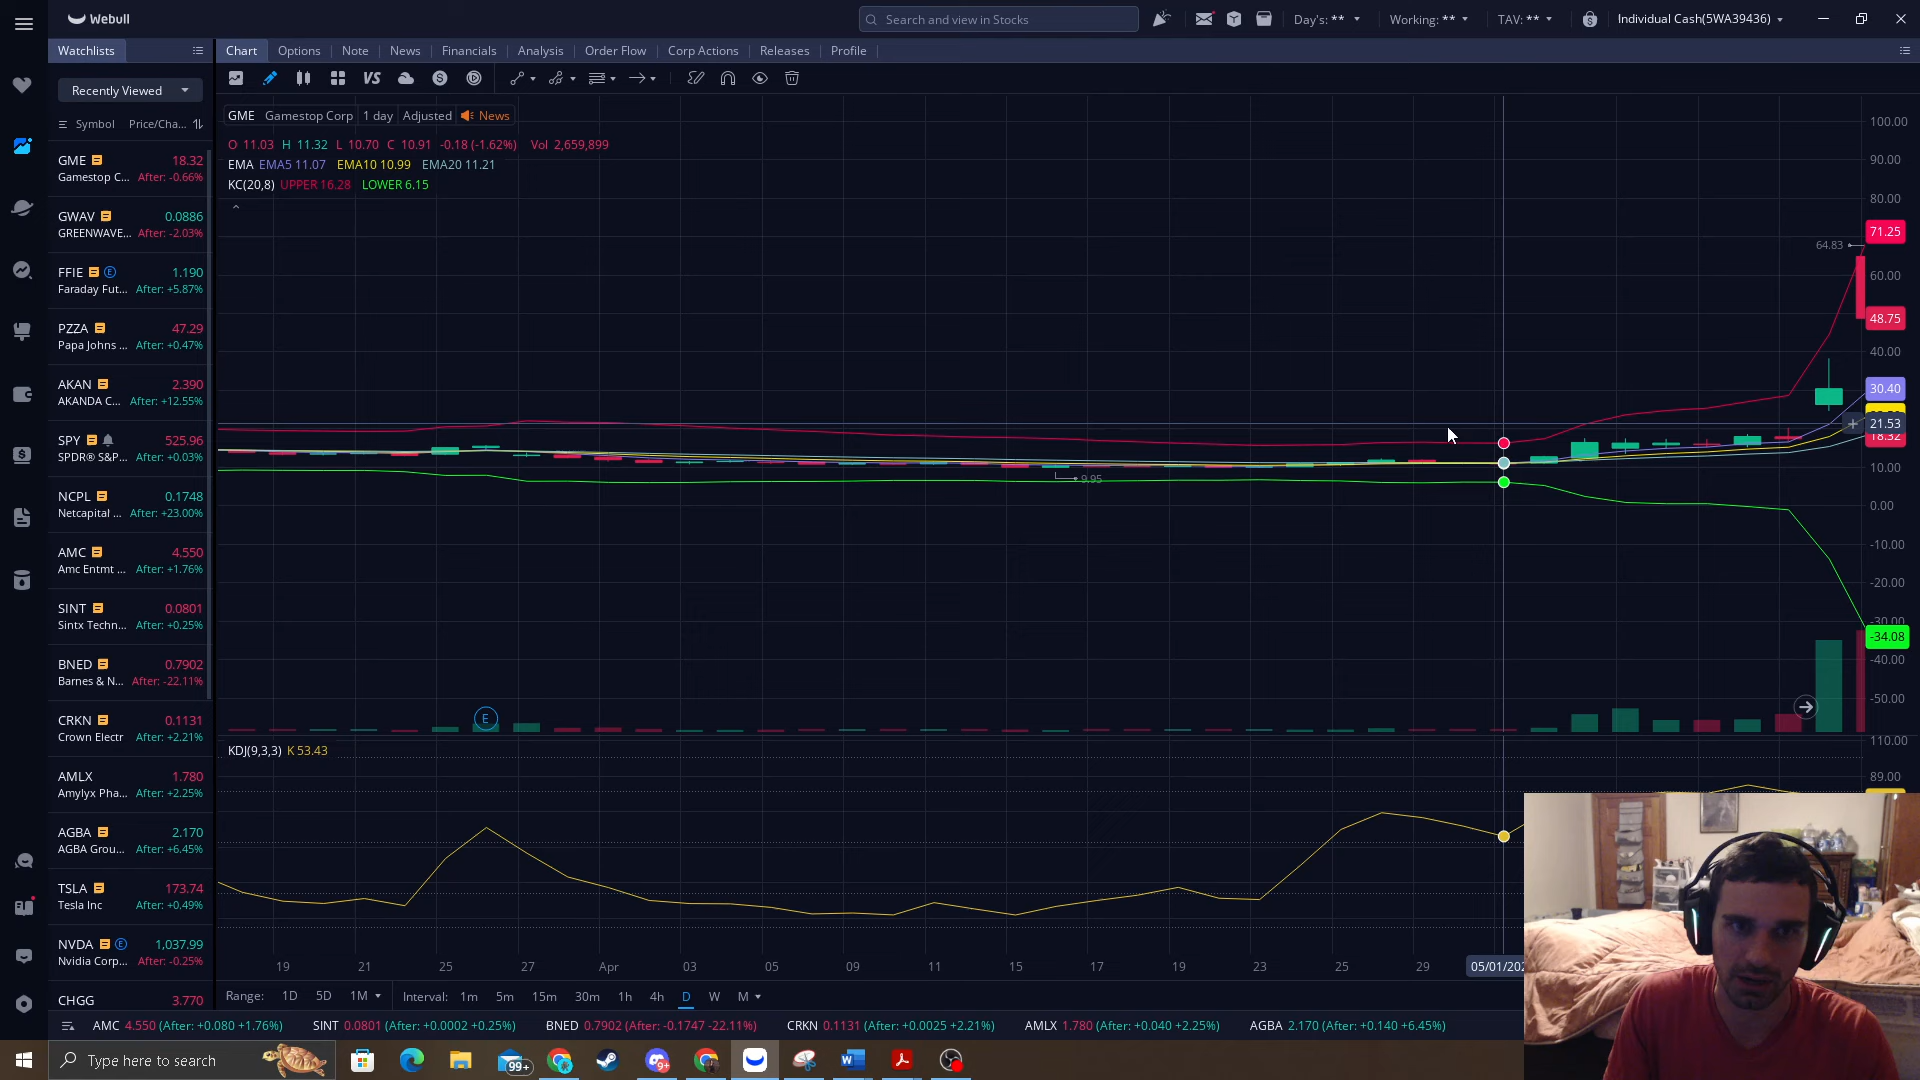 Webull
Search and view in Stocks
Day's: **
Working: **
TAV: **
Individual Cash(5WA39436)
Watchlists
Chart
Options
Note
News
Financials
Analysis
Order Flow
Corp Actions
Releases
Profile
Recently Viewed
VS
S
Symbol
Price/Cha...
GME Gamestop Corp 1 day Adjusted News
O 11.03 H 11.32 L 10.70 C 10.91 -0.18 (-1.62%) Vol 2,659,899
EMA EMA5 11.07 EMA10 10.99 EMA20 11.21
KC(20,8) UPPER 16.28 LOWER 6.15
GME 18.32
Gamestop C... After: -0.66%
GWAV 0.0886
GREENWAVE... After: -2.03%
FFIE E 1.190
Faraday Fut... After: +5.87%
PZZA 47.29
Papa Johns ... After: +0.47%
AKAN 2.390
AKANDA C... After: +12.55%
SPY 525.96
SPDR® S&P... After: +0.03%
NCPL 0.1748
Netcapital ... After: +23.00%
AMC 4.550
Amc Entmt ... After: +1.76%
SINT 0.0801
Sintx Techn... After: +0.25%
BNED 0.7902
Barnes & N... After: -22.11%
CRKN 0.1131
Crown Electr After: +2.21%
AMLX 1.780
Amylyx Pha... After: +2.25%
AGBA 2.170
AGBA Grou... After: +6.45%
TSLA 173.74
Tesla Inc After: +0.49%
NVDA E 1,037.99
Nvidia Corp... After: -0.25%
CHGG 3.770
100.00
90.00
80.00
71.25
64.83
60.00
48.75
40.00
30.40
21.53
18.32
10.00
9.95
0.00
-10.00
-20.00
-30.00
-34.08
-40.00
-50.00
E
KDJ(9,3,3) K 53.43
110.00
89.00
19 21 25 27 Apr 03 05 09 11 15 17 19 23 25 29 05/01/202
Range: 1D 5D 1M Interval: 1m 5m 15m 30m 1h 4h D W M
AMC 4.550 (After: +0.080 +1.76%) SINT 0.0801 (After: +0.0002 +0.25%) BNED 0.7902 (After: -0.1747 -22.11%) CRKN 0.1131 (After: +0.0025 +2.21%) AMLX 1.780 (After: +0.040 +2.25%) AGBA 2.170 (After: +0.140 +6.45%)
Type here to search
99+
9+